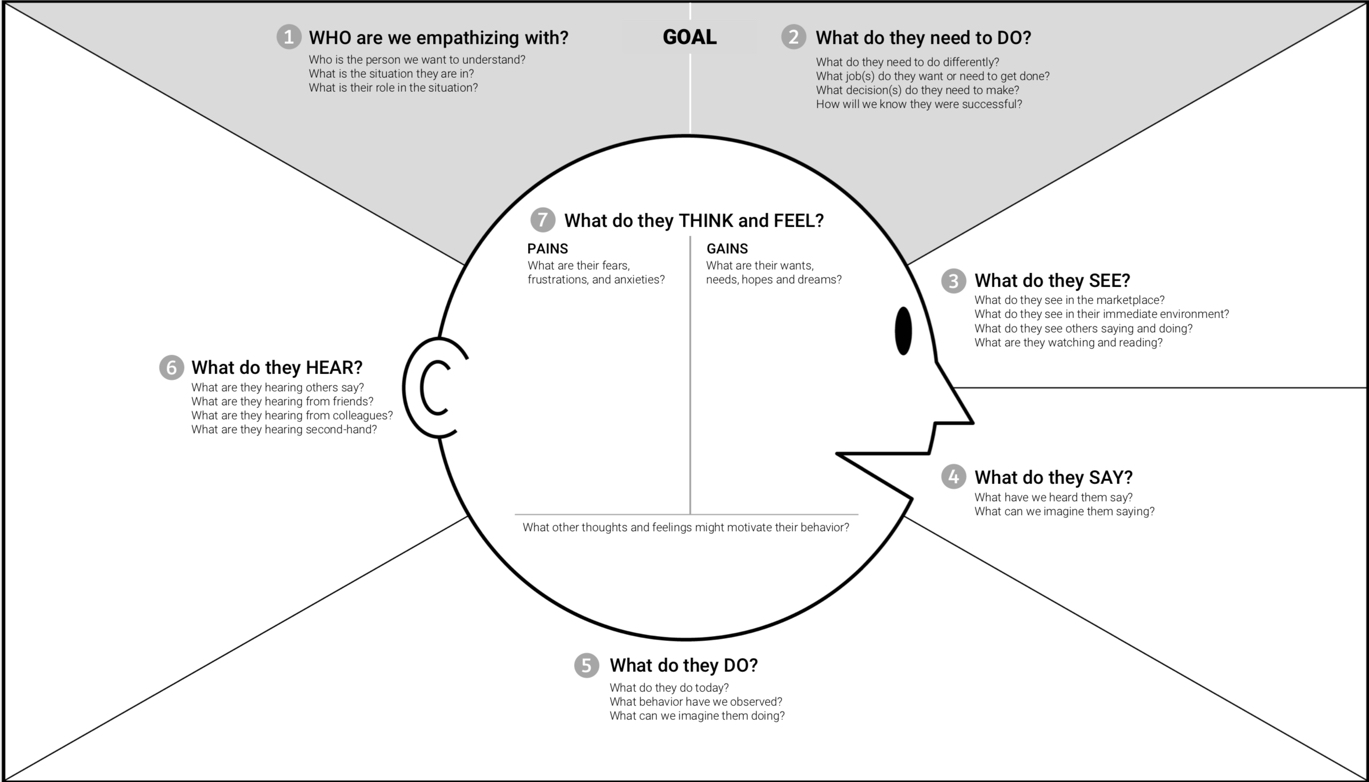 GOAL
1 WHO are we empathizing with?
Who is the person we want to understand?
What is the situation they are in?
What is their role in the situation?
2 What do they need to DO?
What do they need to do differently?
What job(s) do they want or need to get done?
What decision(s) do they need to make?
How will we know they were successful?
3 What do they SEE?
What do they see in the marketplace?
What do they see in their immediate environment?
What do they see others saying and doing?
What are they watching and reading?
4 What do they SAY?
What have we heard them say?
What can we imagine them saying?
5 What do they DO?
What do they do today?
What behavior have we observed?
What can we imagine them doing?
6 What do they HEAR?
What are they hearing others say?
What are they hearing from friends?
What are they hearing from colleagues?
What are they hearing second-hand?
7 What do they THINK and FEEL?
PAINS
What are their fears,
frustrations, and anxieties?
GAINS
What are their wants,
needs, hopes and dreams?
What other thoughts and feelings might motivate their behavior?